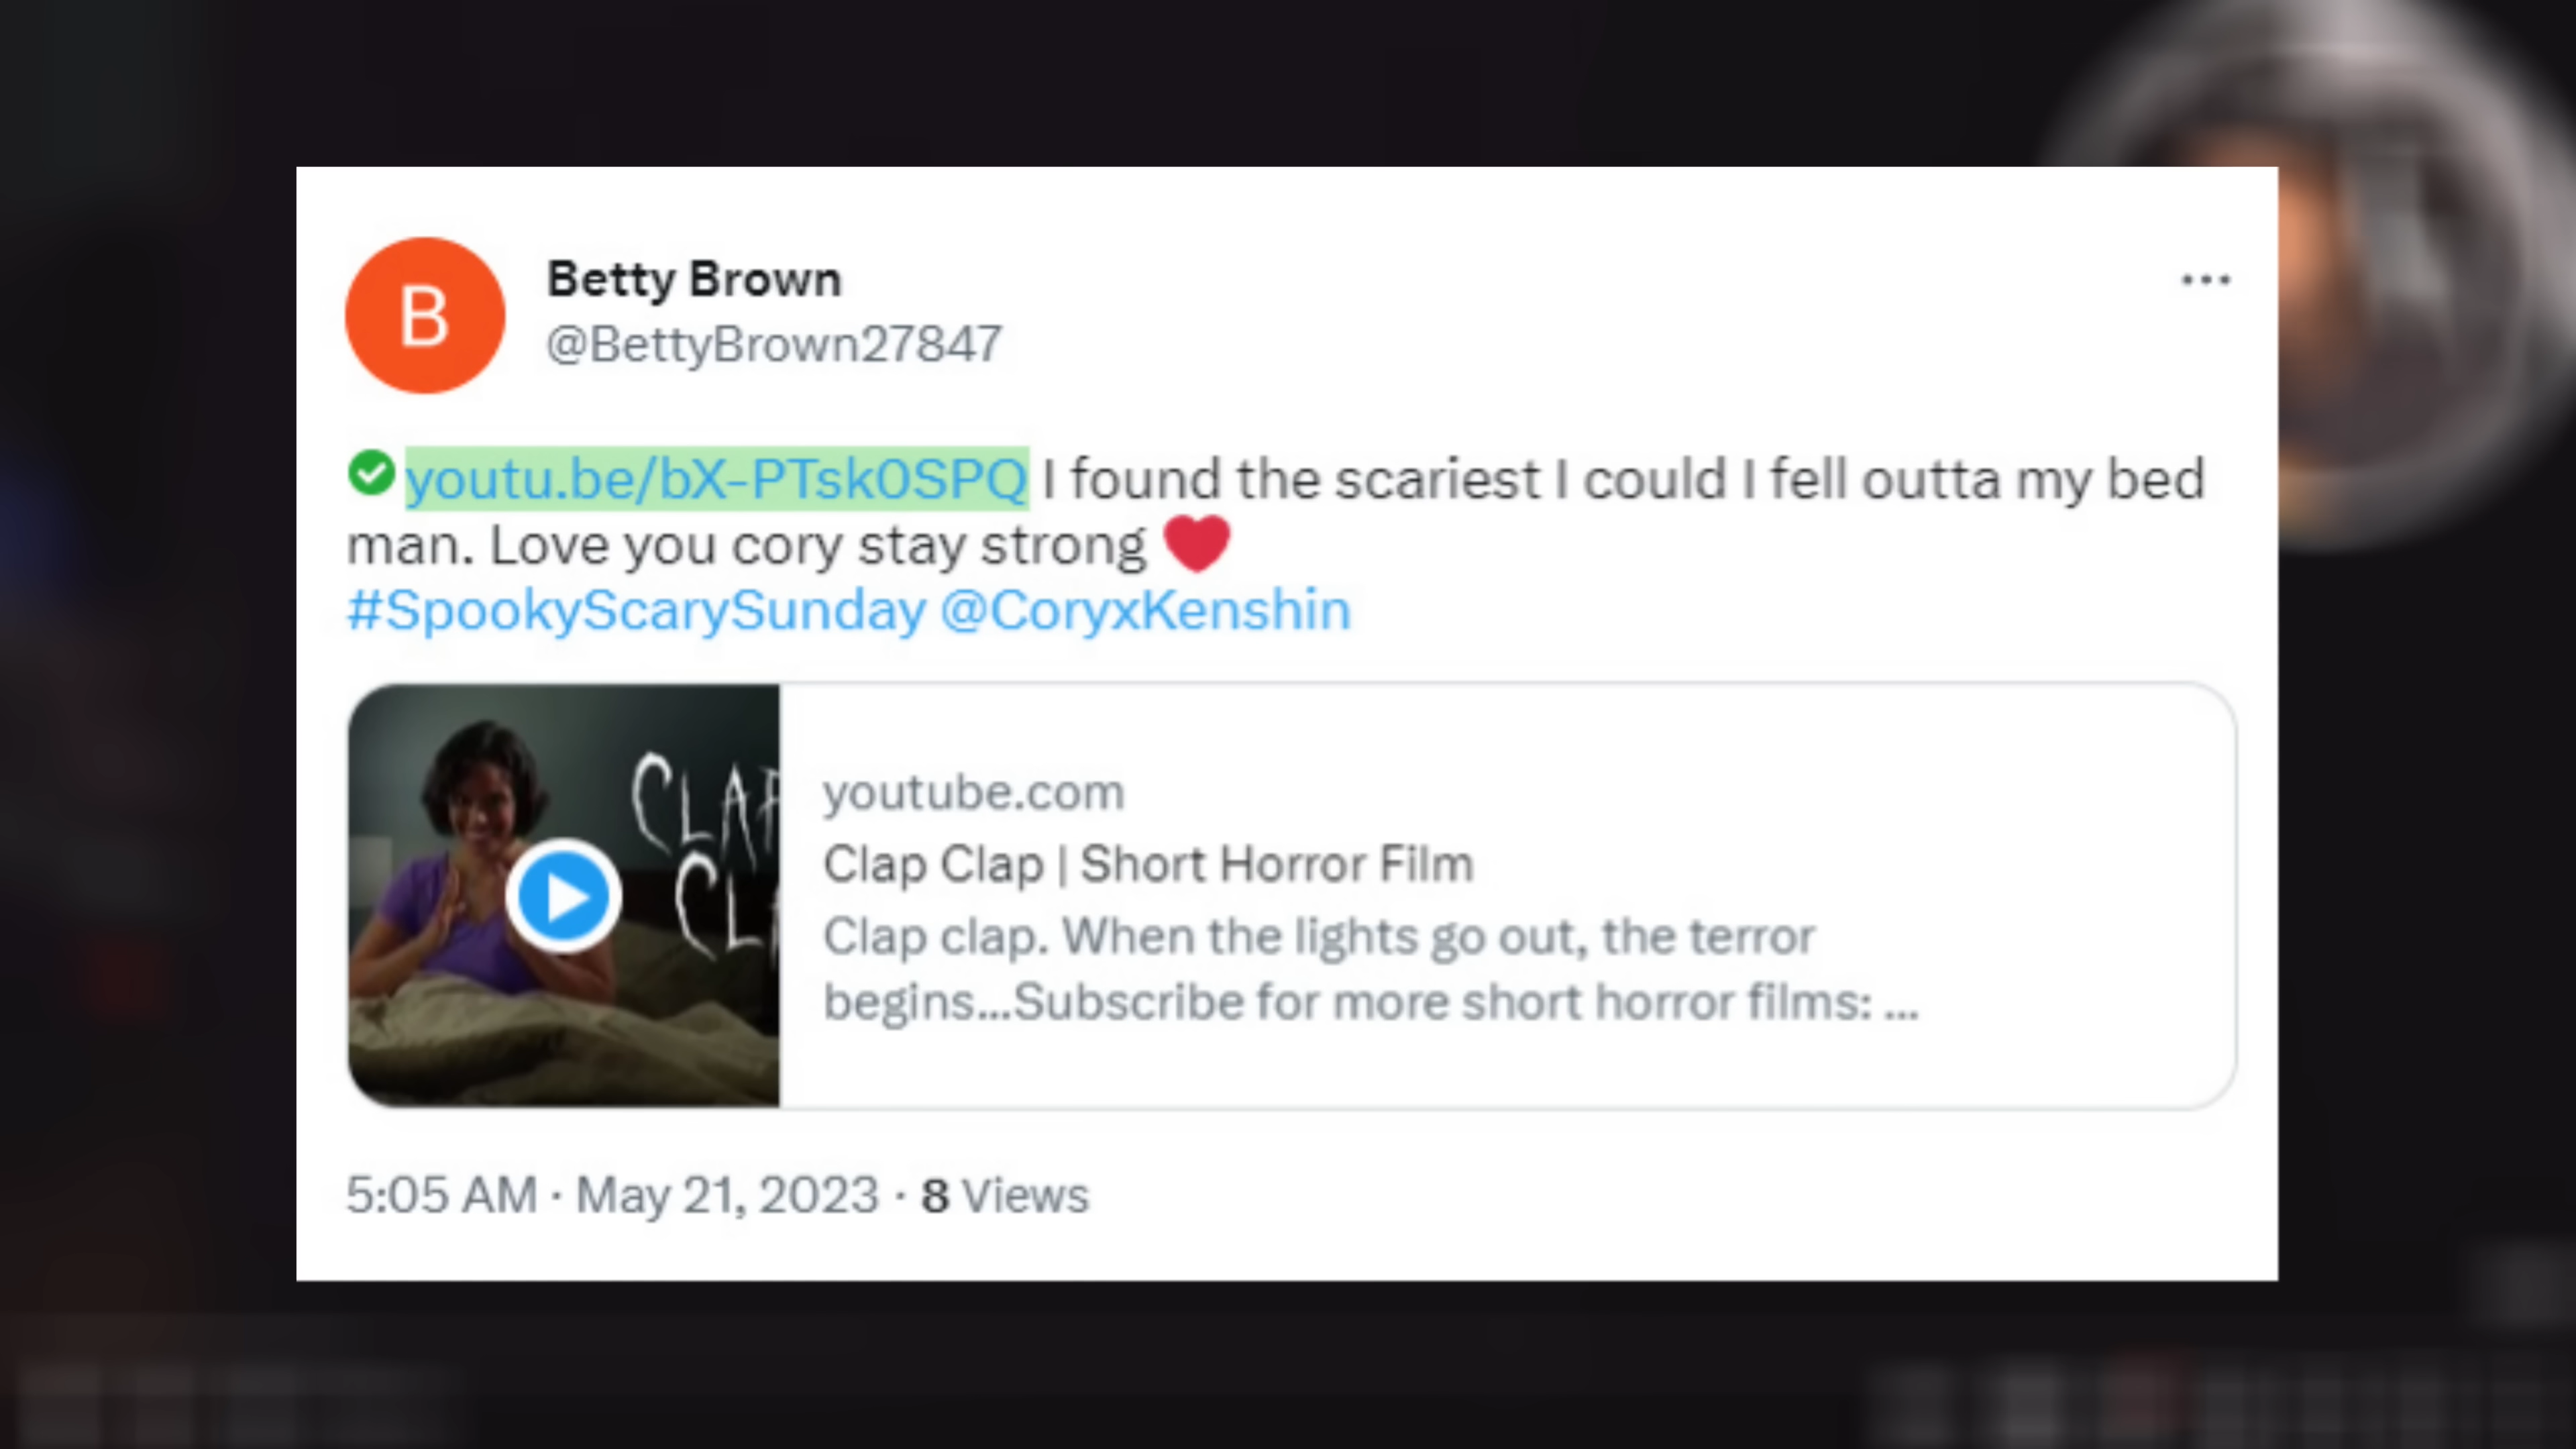 B
Betty Brown
@BettyBrown27847
youtu.be/bX-PTsk0SPQ I found the scariest I could I fell outta my bed
man. Love you cory stay strong ❤️
#SpookyScarySunday @CoryxKenshin
CLAP
CLA
youtube.com
Clap Clap | Short Horror Film
Clap clap. When the lights go out, the terror
begins...Subscribe for more short horror films: ...
5:05 AM · May 21, 2023 · 8 Views